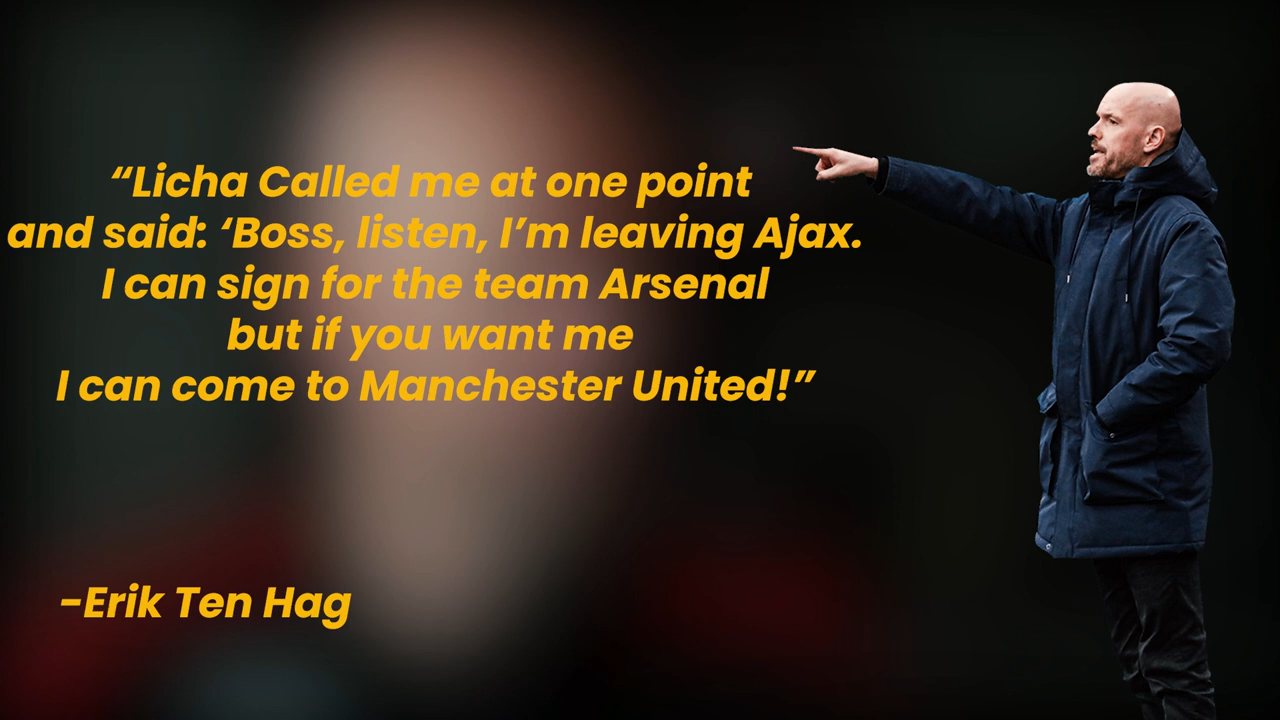 “Licha Called me at one point
and said: ‘Boss, listen, I’m leaving Ajax.
I can sign for the team Arsenal
but if you want me
I can come to Manchester United!”
-Erik Ten Hag